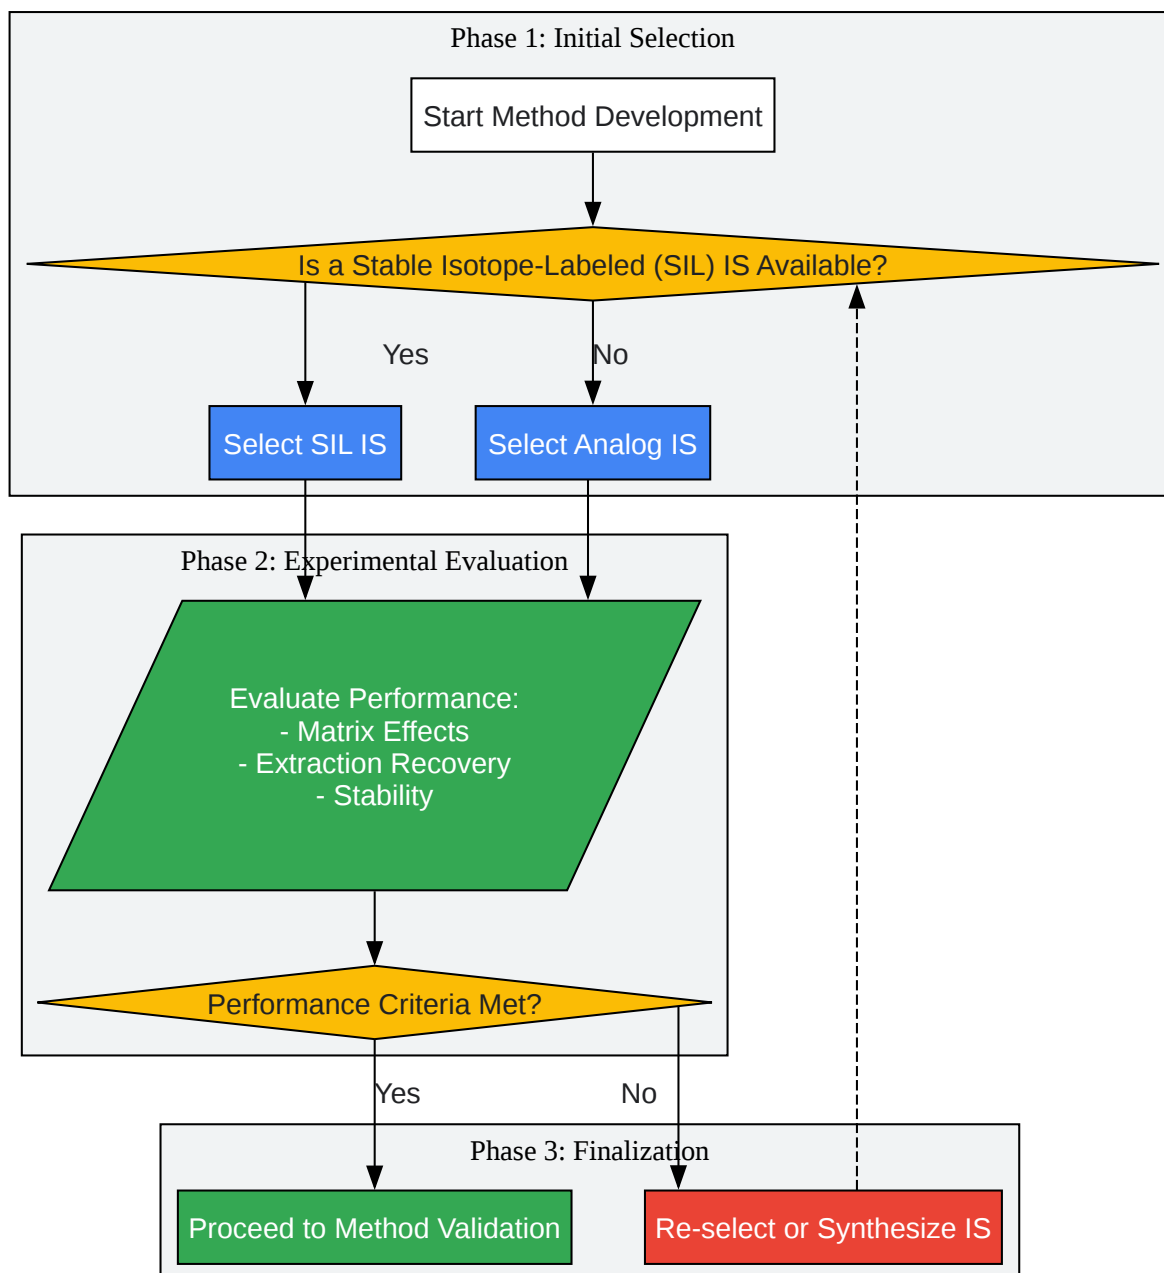 Phase 1: Initial Selection
Start Method Development
Is a Stable Isotope-Labeled (SIL) IS Available?
Yes
No
Select SIL IS
Select Analog IS
Phase 2: Experimental Evaluation
Evaluate Performance:
- Matrix Effects
- Extraction Recovery
- Stability
Performance Criteria Met?
Yes
No
Phase 3: Finalization
Proceed to Method Validation
Re-select or Synthesize IS